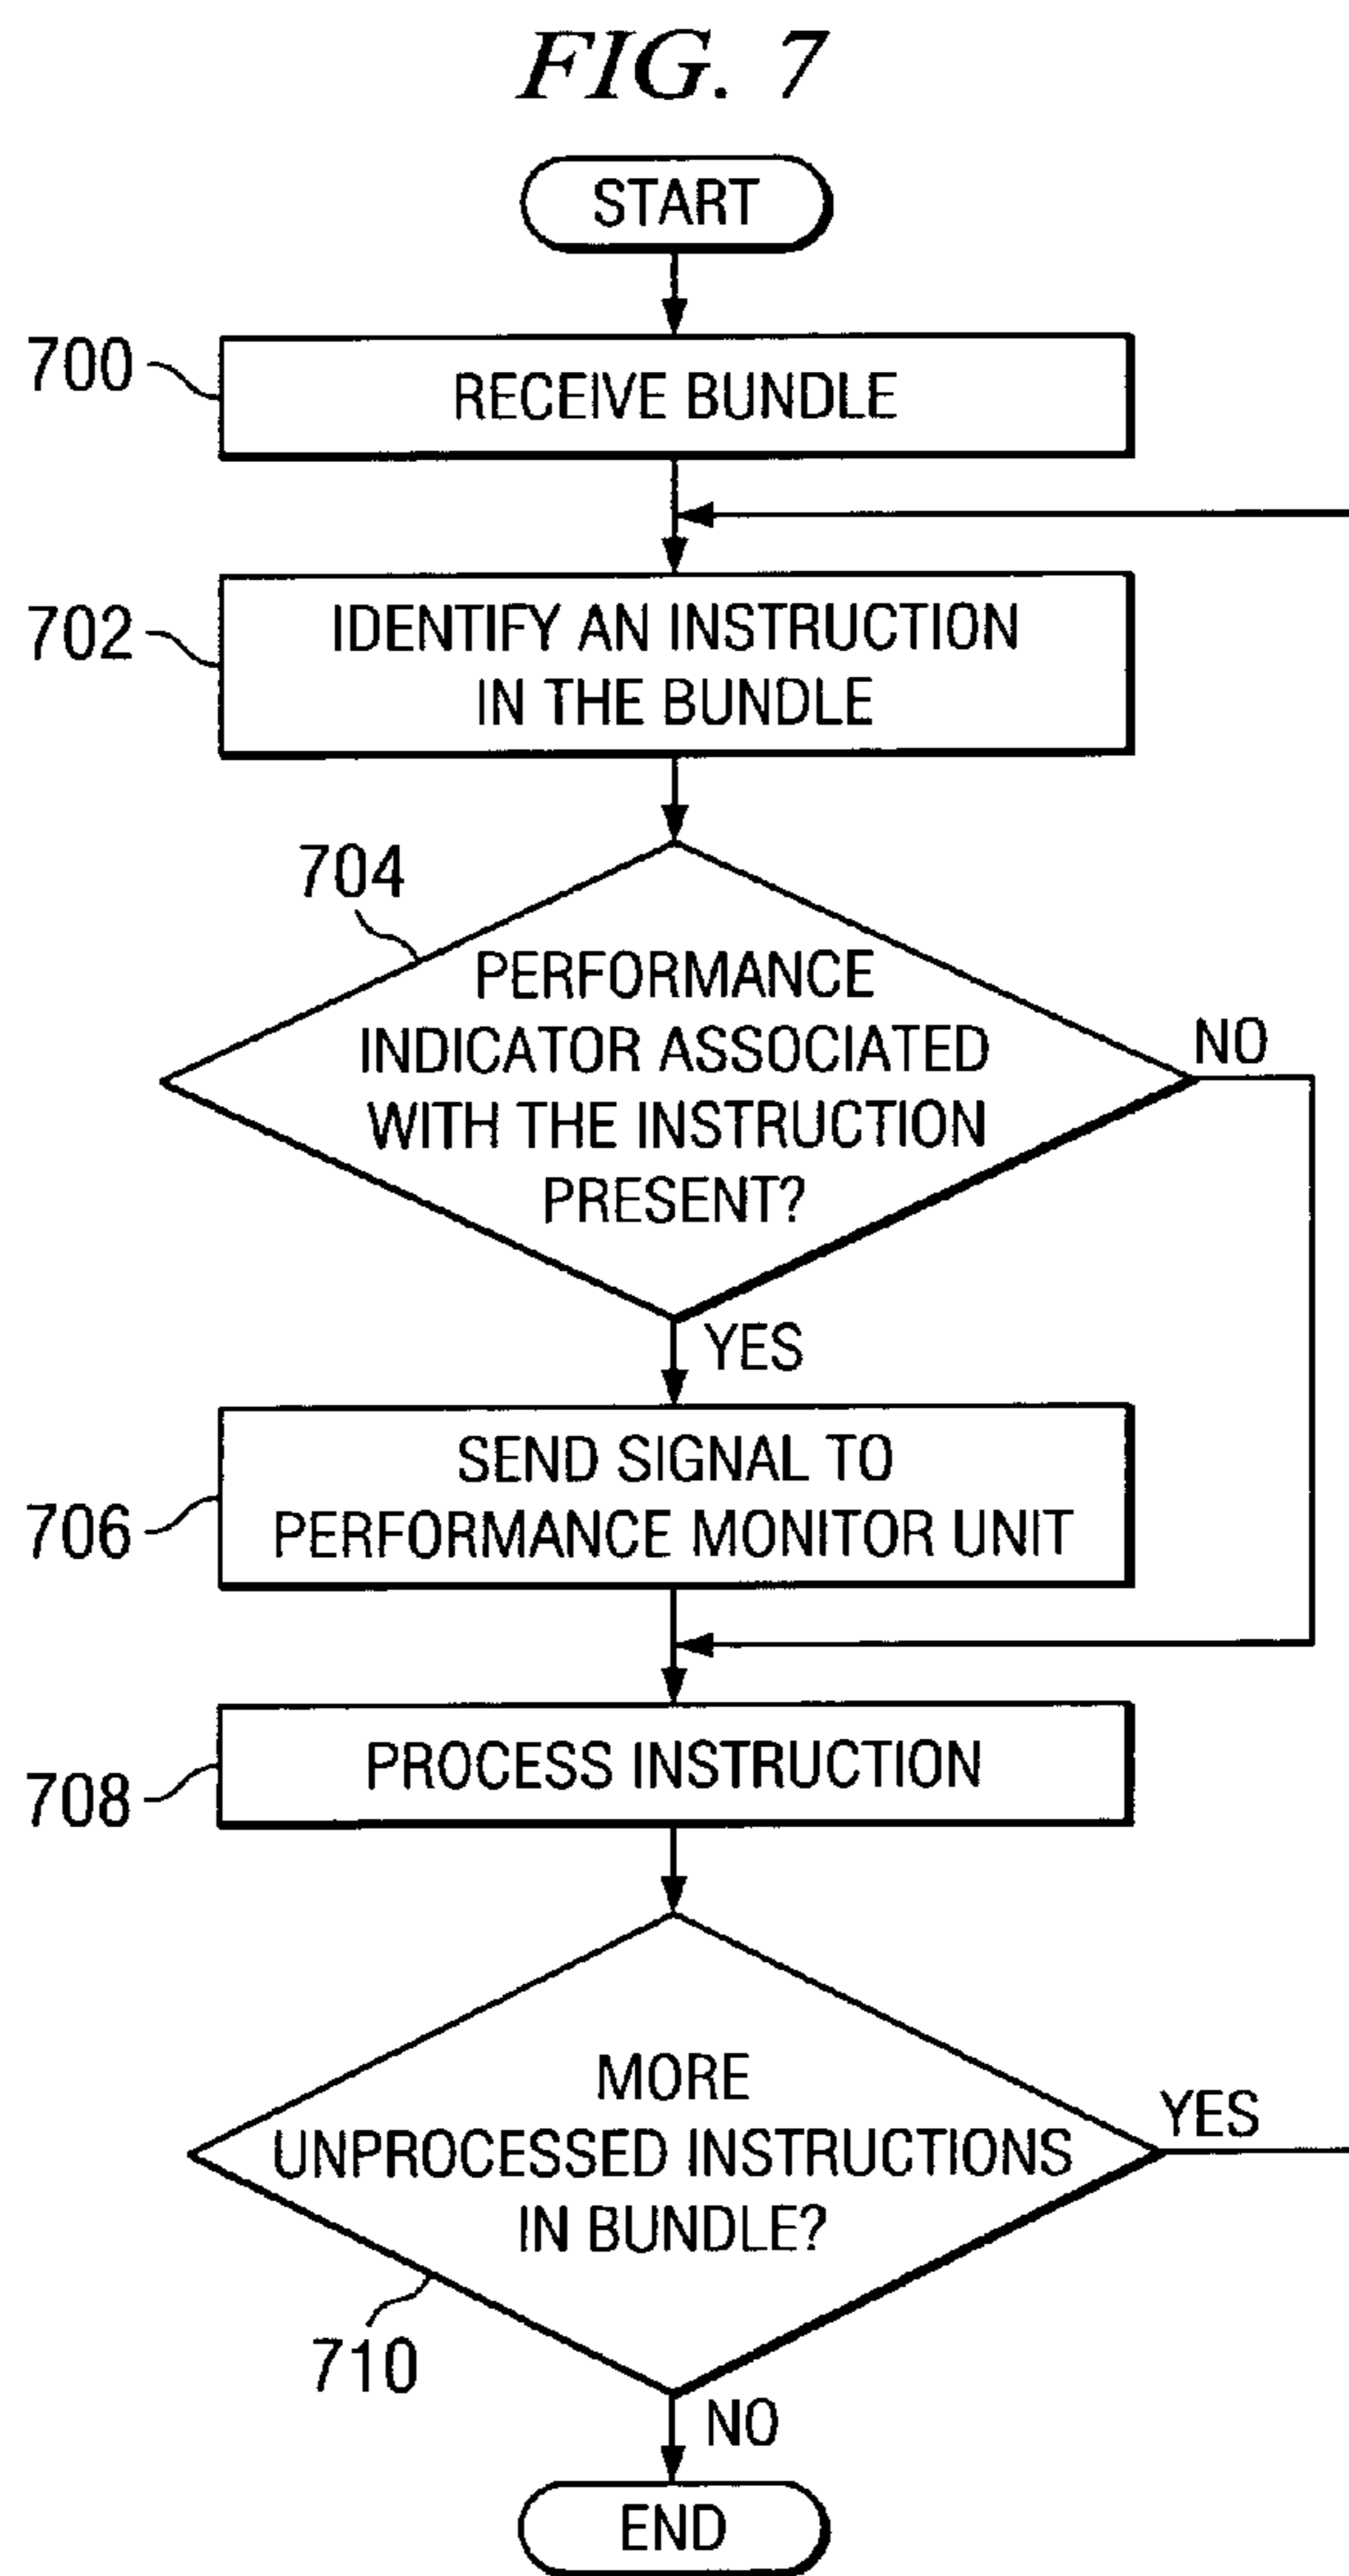 FIG. 7
START
700
RECEIVE BUNDLE
702
IDENTIFY AN INSTRUCTION
IN THE BUNDLE
704
PERFORMANCE
INDICATOR ASSOCIATED
WITH THE INSTRUCTION
PRESENT?
NO
YES
706
SEND SIGNAL TO
PERFORMANCE MONITOR UNIT
708
PROCESS INSTRUCTION
MORE
UNPROCESSED INSTRUCTIONS
IN BUNDLE?
YES
710
NO
END